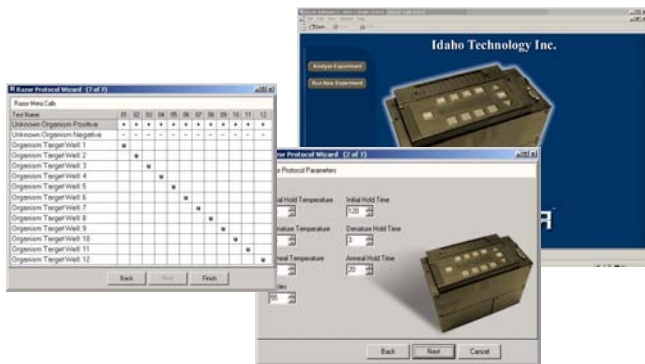 Idaho Technology Inc.
Analyze Experiment
Run New Experiment
Razor Protocol Wizard (7 of 7)
Razor Meta Calls
Test Name 01 02 03 04 05 06 07 08 09 10 11 12
Unknown Organism Positive + + + + + + + + + + + +
Unknown Organism Negative - - - - - - - - - - - -
Organism Target Well: 1 u
Organism Target Well: 2 u
Organism Target Well: 3 u
Organism Target Well: 4 u
Organism Target Well: 5 u
Organism Target Well: 6 u
Organism Target Well: 7 u
Organism Target Well: 8 u
Organism Target Well: 9 u
Organism Target Well: 10 u
Organism Target Well: 11 u
Organism Target Well: 12 u
Back Finish
Protocol Wizard (2 of 7)
Protocol Parameters
Hold Temperature Initial Hold Time
120
Temperature Denature Hold Time
3
Temperature Anneal Hold Time
20
55
Back Next Cancel